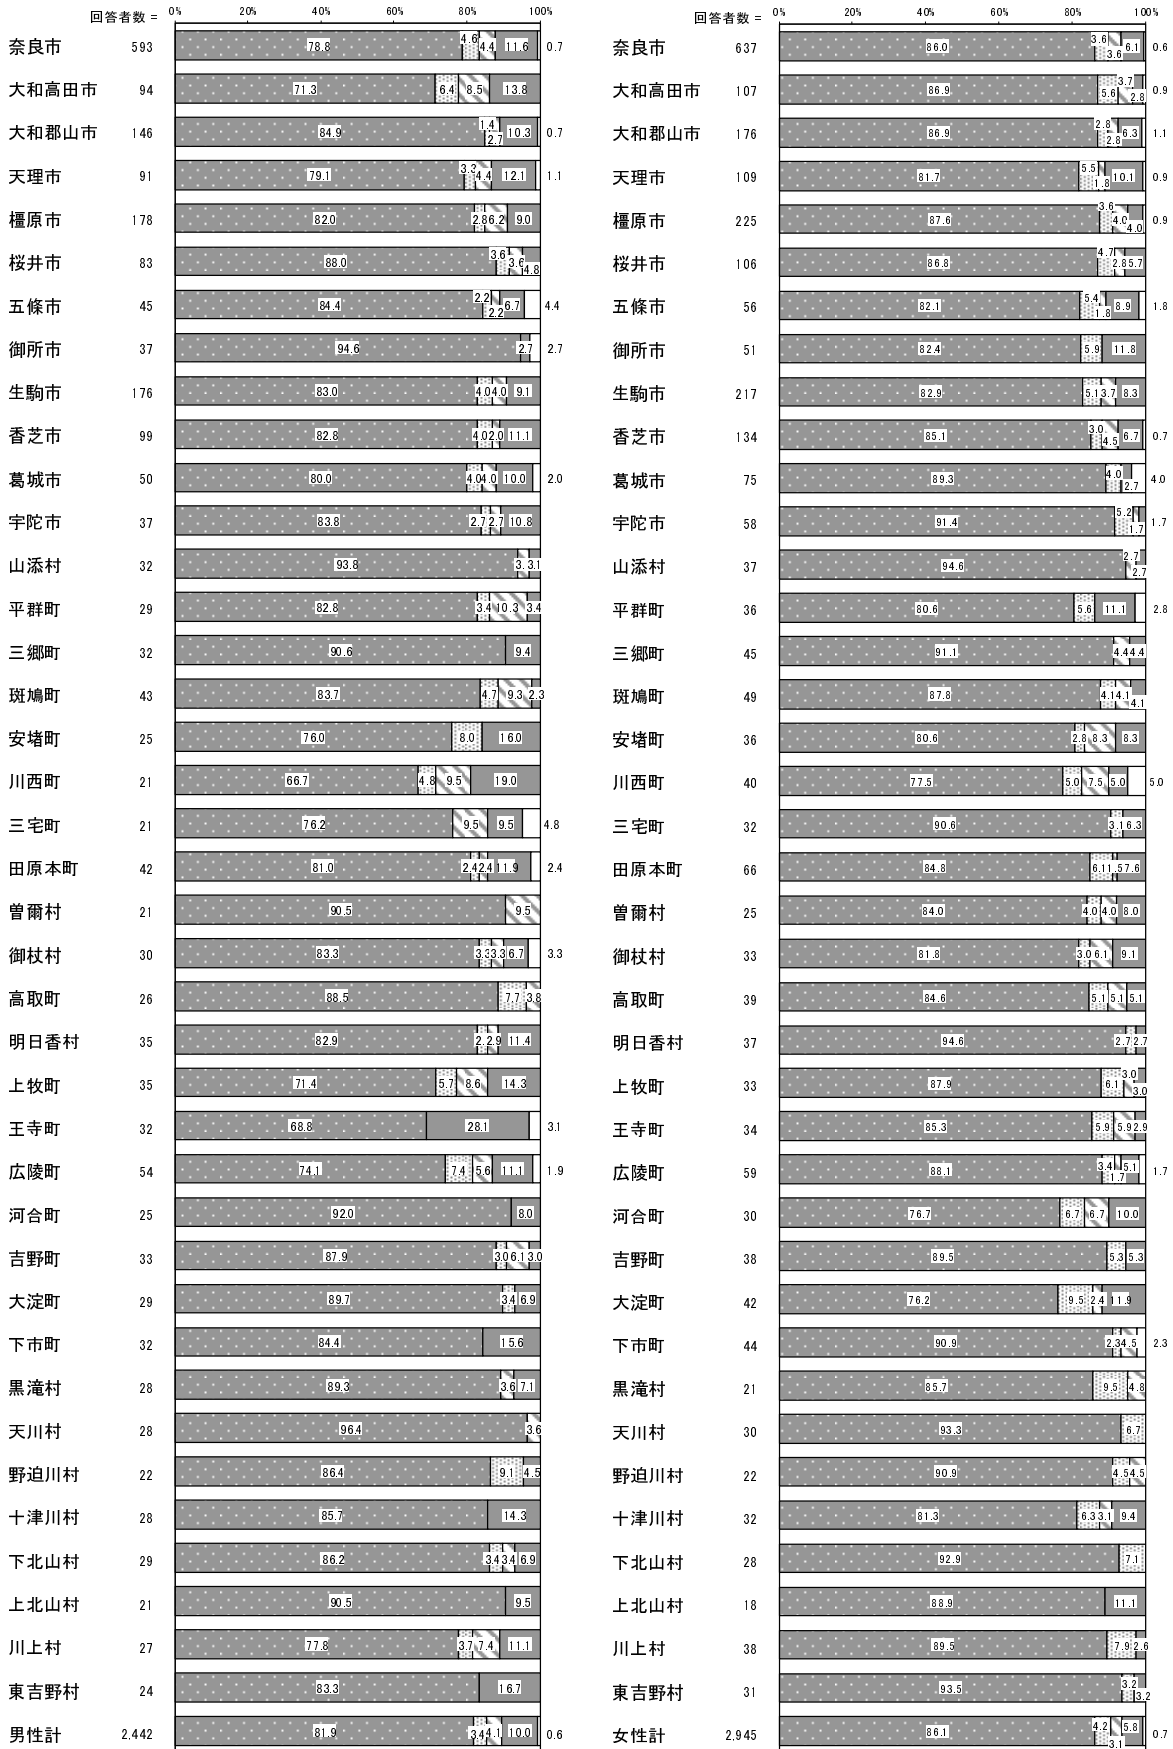 回答者数 = 0% 20% 40% 60% 80% 100%
奈良市 593 78.8 4.6 4.4 11.6 0.7
大和高田市 94 71.3 6.4 8.5 13.8
大和郡山市 146 84.9 1.4 2.7 10.3 0.7
天理市 91 79.1 3.3 4.4 12.1 1.1
橿原市 178 82.0 2.8 6.2 9.0
桜井市 83 88.0 3.6 3.6 4.8
五條市 45 84.4 2.2 2.2 6.7 4.4
御所市 37 94.6 2.7 2.7
生駒市 176 83.0 4.0 4.0 9.1
香芝市 99 82.8 4.0 2.0 11.1
葛城市 50 80.0 4.0 4.0 10.0 2.0
宇陀市 37 83.8 2.7 2.7 10.8
山添村 32 93.8 3. 3.1
平群町 29 82.8 3.4 10.3 3.4
三郷町 32 90.6 9.4
斑鳩町 43 83.7 4.7 9.3 2.3
安堵町 25 76.0 8.0 16.0
川西町 21 66.7 4.8 9.5 19.0
三宅町 21 76.2 9.5 9.5 4.8
田原本町 42 81.0 2.4 2.4 11.9 2.4
曽爾村 21 90.5 9.5
御杖村 30 83.3 3.3 3.3 6.7 3.3
高取町 26 88.5 7.7 3.8
明日香村 35 82.9 2. 2.9 11.4
上牧町 35 71.4 5.7 8.6 14.3
王寺町 32 68.8 28.1 3.1
広陵町 54 74.1 7.4 5.6 11.1 1.9
河合町 25 92.0 8.0
吉野町 33 87.9 3.0 6.1 3.0
大淀町 29 89.7 3.4 6.9
下市町 32 84.4 15.6
黒滝村 28 89.3 3.6 7.1
天川村 28 96.4 3.6
野迫川村 22 86.4 9.1 4.5
十津川村 28 85.7 14.3
下北山村 29 86.2 3.4 3.4 6.9
上北山村 21 90.5 9.5
川上村 27 77.8 3.7 7.4 11.1
東吉野村 24 83.3 16.7
男性計 2,442 81.9 3.4 4.1 10.0 0.6
回答者数 = 0% 20% 40% 60% 80% 100%
奈良市 637 86.0 3.6 3.6 6.1 0.6
大和高田市 107 86.9 5.6 3.7 2.8 0.9
大和郡山市 176 86.9 2.8 2.8 6.3 1.1
天理市 109 81.7 5.5 1.8 10.1 0.9
橿原市 225 87.6 3.6 4.0 4.0 0.9
桜井市 106 86.8 4.7 2.8 5.7
五條市 56 82.1 5.4 1.8 8.9 1.8
御所市 51 82.4 5.9 11.8
生駒市 217 82.9 5.1 3.7 8.3
香芝市 134 85.1 3.0 4.5 6.7 0.7
葛城市 75 89.3 4.0 2.7 4.0
宇陀市 58 91.4 5.2 1.7 1.7
山添村 37 94.6 2.7 2.7
平群町 36 80.6 5.6 11.1 2.8
三郷町 45 91.1 4.4 4.4
斑鳩町 49 87.8 4.1 4.1 4.1
安堵町 36 80.6 2.8 8.3 8.3
川西町 40 77.5 5.0 7.5 5.0 5.0
三宅町 32 90.6 3.1 6.3
田原本町 66 84.8 6.1 1.5 7.6
曽爾村 25 84.0 4.0 4.0 8.0
御杖村 33 81.8 3.0 6.1 9.1
高取町 39 84.6 5.1 5.1 5.1
明日香村 37 94.6 2.7 2.7
上牧町 33 87.9 6.1 3.0 3.0
王寺町 34 85.3 5.9 5.9 2.9
広陵町 59 88.1 3.4 1.7 5.1 1.7
河合町 30 76.7 6.7 6.7 10.0
吉野町 38 89.5 5.3 5.3
大淀町 42 76.2 9.5 2.4 11.9
下市町 44 90.9 2.3 4.5 2.3
黒滝村 21 85.7 9.5 4.8
天川村 30 93.3 6.7
野迫川村 22 90.9 4.5 4.5
十津川村 32 81.3 6.3 3.1 9.4
下北山村 28 92.9 7.1
上北山村 18 88.9 11.1
川上村 38 89.5 7.9 2.6
東吉野村 31 93.5 3.2 3.2
女性計 2,945 86.1 4.2 3.1 5.8 0.7